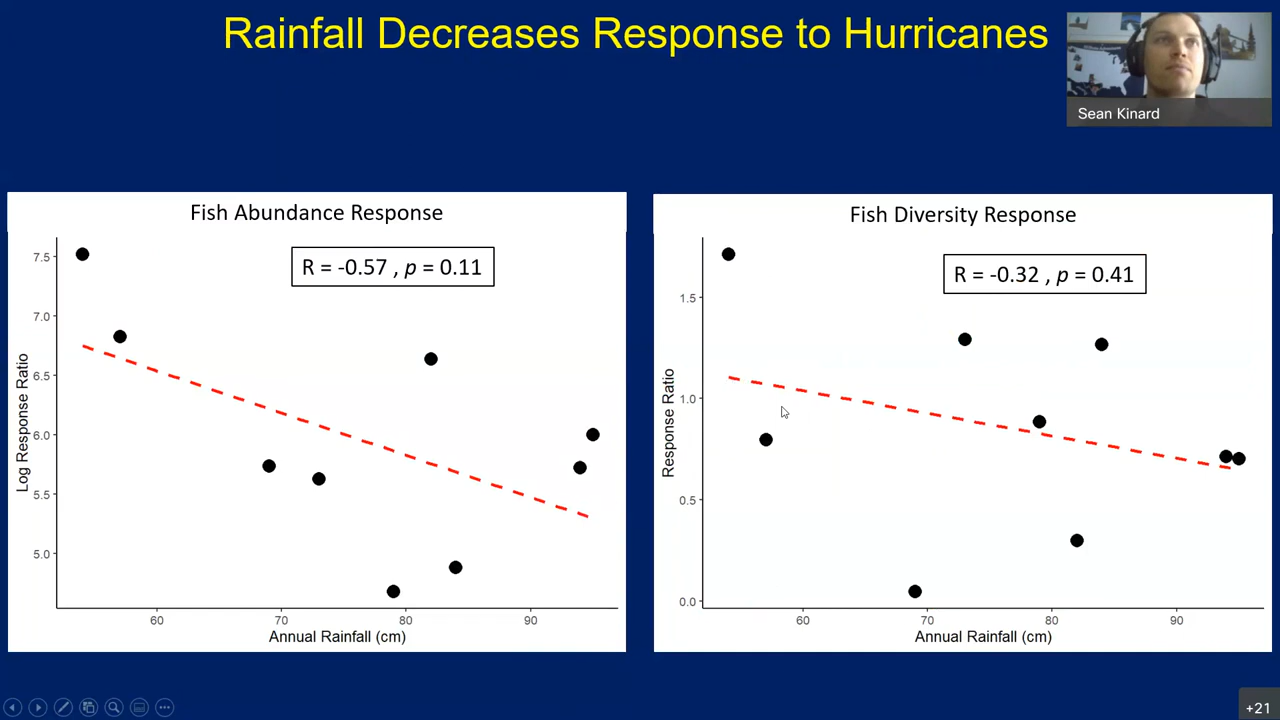 Rainfall Decreases Response to Hurricanes
Sean Kinard
Fish Abundance Response
R = -0.57 , p = 0.11
Log Response Ratio
7.5
7.0
6.5
6.0
5.5
5.0
60 70 80 90
Annual Rainfall (cm)
Fish Diversity Response
R = -0.32 , p = 0.41
Response Ratio
1.5
1.0
0.5
0.0
60 70 80 90
Annual Rainfall (cm)
+21